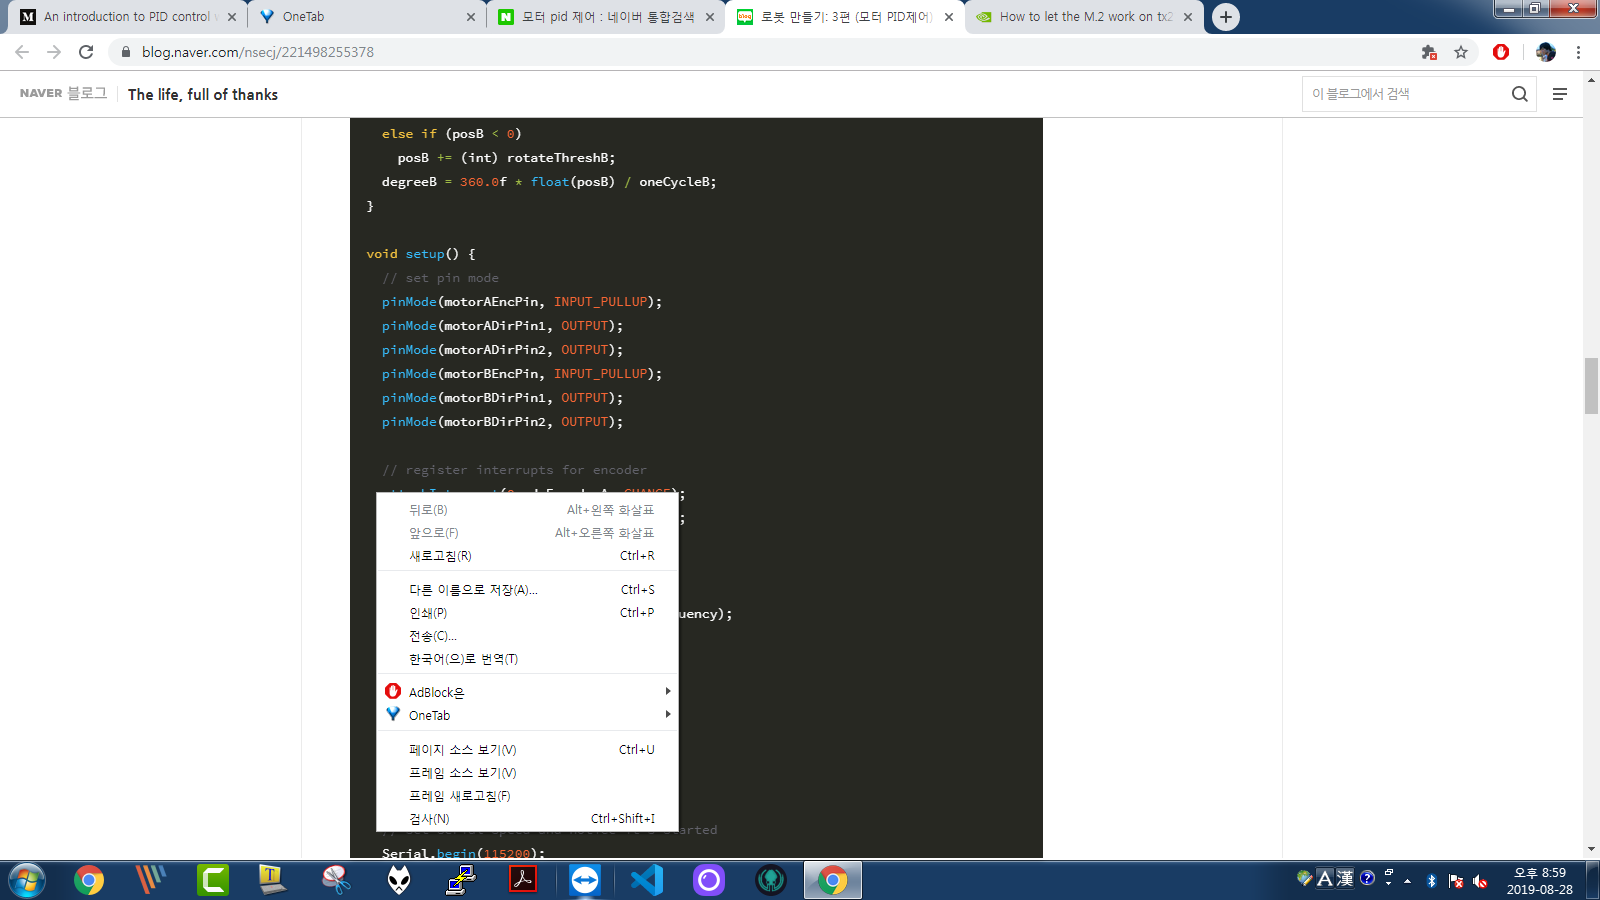 An introduction to PID control
OneTab
모터 pid 제어 : 네이버 통합검색
로봇 만들기: 3편 (모터 PID제어)
How to let the M.2 work on tx2
blog.naver.com/nsecj/221498255378
NAVER 블로그
The life, full of thanks
이 블로그에서 검색
else if (posB < 0)
posB += (int) rotateThreshB;
degreeB = 360.0f * float(posB) / oneCycleB;
}
void setup() {
// set pin mode
pinMode(motorAEncPin, INPUT_PULLUP);
pinMode(motorADirPin1, OUTPUT);
pinMode(motorADirPin2, OUTPUT);
pinMode(motorBEncPin, INPUT_PULLUP);
pinMode(motorBDirPin1, OUTPUT);
pinMode(motorBDirPin2, OUTPUT);
// register interrupts for encoder
);
뒤로(B) Alt+왼쪽 화살표
;
앞으로(F) Alt+오른쪽 화살표
새로고침(R) Ctrl+R
다른 이름으로 저장(A)... Ctrl+S
인쇄(P) Ctrl+P
uency);
전송(C)...
한국어(으)로 번역(T)
AdBlock은
OneTab
페이지 소스 보기(V) Ctrl+U
프레임 소스 보기(V)
프레임 새로고침(F)
검사(N) Ctrl+Shift+I
started
Serial.begin(115200);
A 漢
오후 8:59
2019-08-28